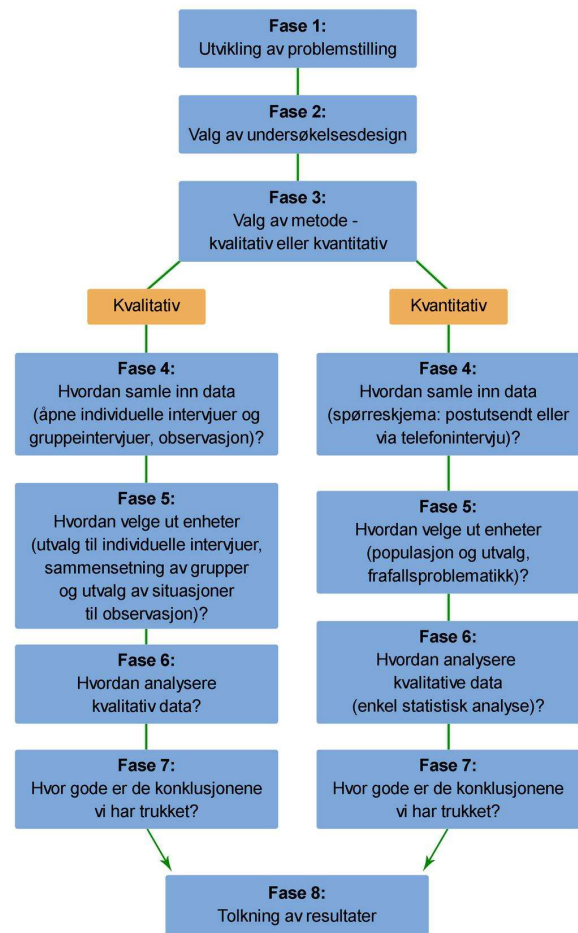 Fase 1:
Utvikling av problemstilling
Fase 2:
Valg av undersøkelsesdesign
Fase 3:
Valg av metode -
kvalitativ eller kvantitativ
Kvalitativ
Fase 4:
Hvordan samle inn data
(åpne individuelle intervjuer og
gruppeintervjuer, observasjon)?
Fase 5:
Hvordan velge ut enheter
(utvalg til individuelle intervjuer,
sammensetning av grupper
og utvalg av situasjoner
til observasjon)?
Fase 6:
Hvordan analysere
kvalitativ data?
Fase 7:
Hvor gode er de konklusjonene
vi har trukket?
Kvantitativ
Fase 4:
Hvordan samle inn data
(spørreskjema: postutsendt eller
via telefonintervju)?
Fase 5:
Hvordan velge ut enheter
(populasjon og utvalg,
frafallsproblematikk)?
Fase 6:
Hvordan analysere
kvalitative data
(enkel statistisk analyse)?
Fase 7:
Hvor gode er de konklusjonene
vi har trukket?
Fase 8:
Tolkning av resultater